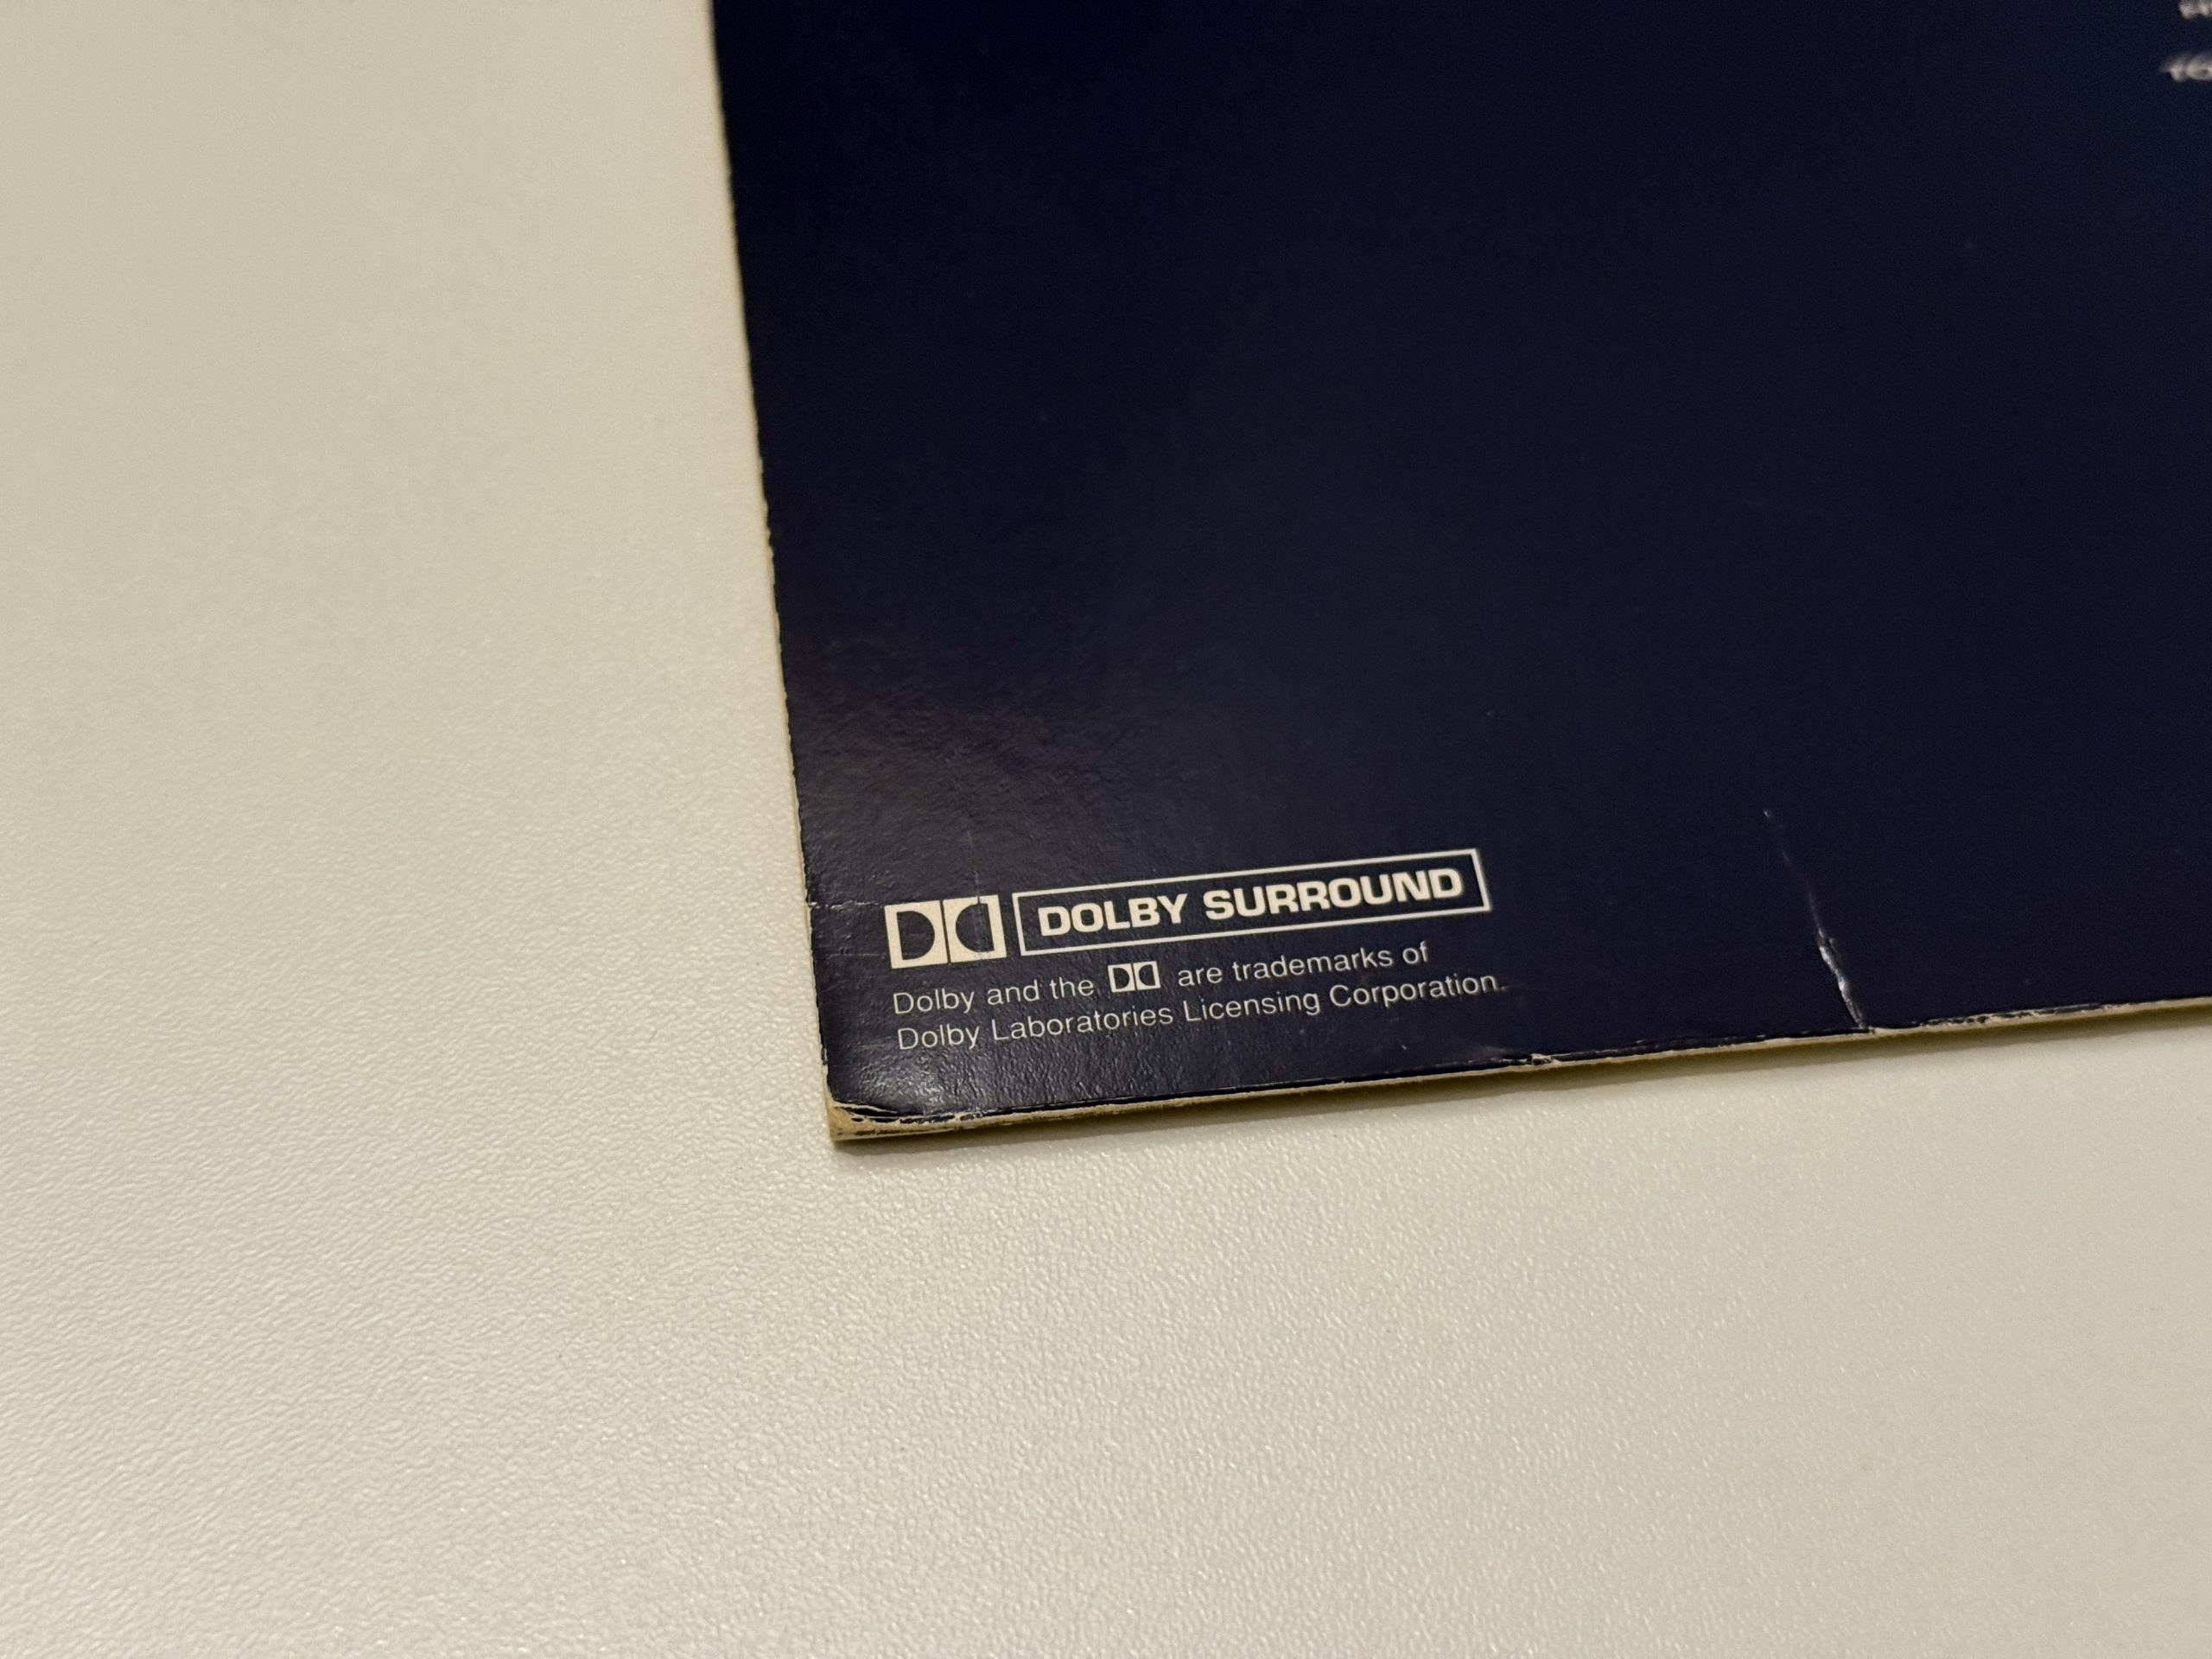 DOLBY SURROUND
Dolby and the are trademarks of
Dolby Laboratories Licensing Corporation.